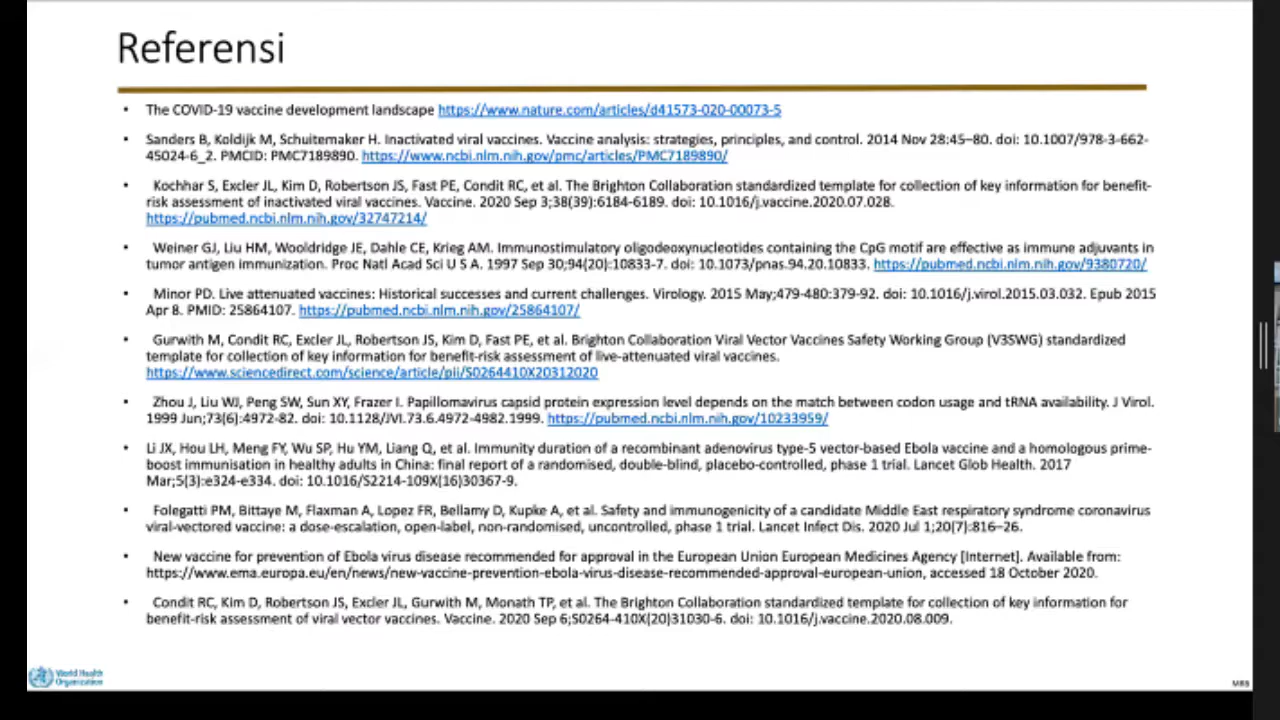 Referensi
• The COVID-19 vaccine development landscape https://www.nature.com/articles/d41573-020-00073-5
• Sanders B, Koldijk M, Schuitemaker H. Inactivated viral vaccines. Vaccine analysis: strategies, principles, and control. 2014 Nov 28:45–80. doi: 10.1007/978-3-662-
45024-6_2. PMCID: PMC7189890. https://www.ncbi.nlm.nih.gov/pmc/articles/PMC7189890/
• Kochhar S, Excler JL, Kim D, Robertson JS, Fast PE, Condit RC, et al. The Brighton Collaboration standardized template for collection of key information for benefit-
risk assessment of inactivated viral vaccines. Vaccine. 2020 Sep 3;38(39):6184-6189. doi: 10.1016/j.vaccine.2020.07.028.
https://pubmed.ncbi.nlm.nih.gov/32747214/
• Weiner GJ, Liu HM, Wooldridge JE, Dahle CE, Krieg AM. Immunostimulatory oligodeoxynucleotides containing the CpG motif are effective as immune adjuvants in
tumor antigen immunization. Proc Natl Acad Sci U S A. 1997 Sep 30;94(20):10833-7. doi: 10.1073/pnas.94.20.10833. https://pubmed.ncbi.nlm.nih.gov/9380720/
• Minor PD. Live attenuated vaccines: Historical successes and current challenges. Virology. 2015 May;479-480:379-92. doi: 10.1016/j.virol.2015.03.032. Epub 2015
Apr 8. PMID: 25864107. https://pubmed.ncbi.nlm.nih.gov/25864107/
• Gurwith M, Condit RC, Excler JL, Robertson JS, Kim D, Fast PE, et al. Brighton Collaboration Viral Vector Vaccines Safety Working Group (V3SWG) standardized
template for collection of key information for benefit-risk assessment of live-attenuated viral vaccines.
https://www.sciencedirect.com/science/article/pii/S0264410X20312020
• Zhou J, Liu WJ, Peng SW, Sun XY, Frazer I. Papillomavirus capsid protein expression level depends on the match between codon usage and tRNA availability. J Virol.
1999 Jun;73(6):4972-82. doi: 10.1128/JVI.73.6.4972-4982.1999. https://pubmed.ncbi.nlm.nih.gov/10233959/
• Li JX, Hou LH, Meng FY, Wu SP, Hu YM, Liang Q, et al. Immunity duration of a recombinant adenovirus type-5 vector-based Ebola vaccine and a homologous prime-
boost immunisation in healthy adults in China: final report of a randomised, double-blind, placebo-controlled, phase 1 trial. Lancet Glob Health. 2017
Mar;5(3):e324-e334. doi: 10.1016/S2214-109X(16)30367-9.
• Folegatti PM, Bittaye M, Flaxman A, Lopez FR, Bellamy D, Kupke A, et al. Safety and immunogenicity of a candidate Middle East respiratory syndrome coronavirus
viral-vectored vaccine: a dose-escalation, open-label, non-randomised, uncontrolled, phase 1 trial. Lancet Infect Dis. 2020 Jul 1;20(7):816–26.
• New vaccine for prevention of Ebola virus disease recommended for approval in the European Union European Medicines Agency [Internet]. Available from:
https://www.ema.europa.eu/en/news/new-vaccine-prevention-ebola-virus-disease-recommended-approval-european-union, accessed 18 October 2020.
• Condit RC, Kim D, Robertson JS, Excler JL, Gurwith M, Monath TP, et al. The Brighton Collaboration standardized template for collection of key information for
benefit-risk assessment of viral vector vaccines. Vaccine. 2020 Sep 6;S0264-410X(20)31030-6. doi: 10.1016/j.vaccine.2020.08.009.
World Health
Organization